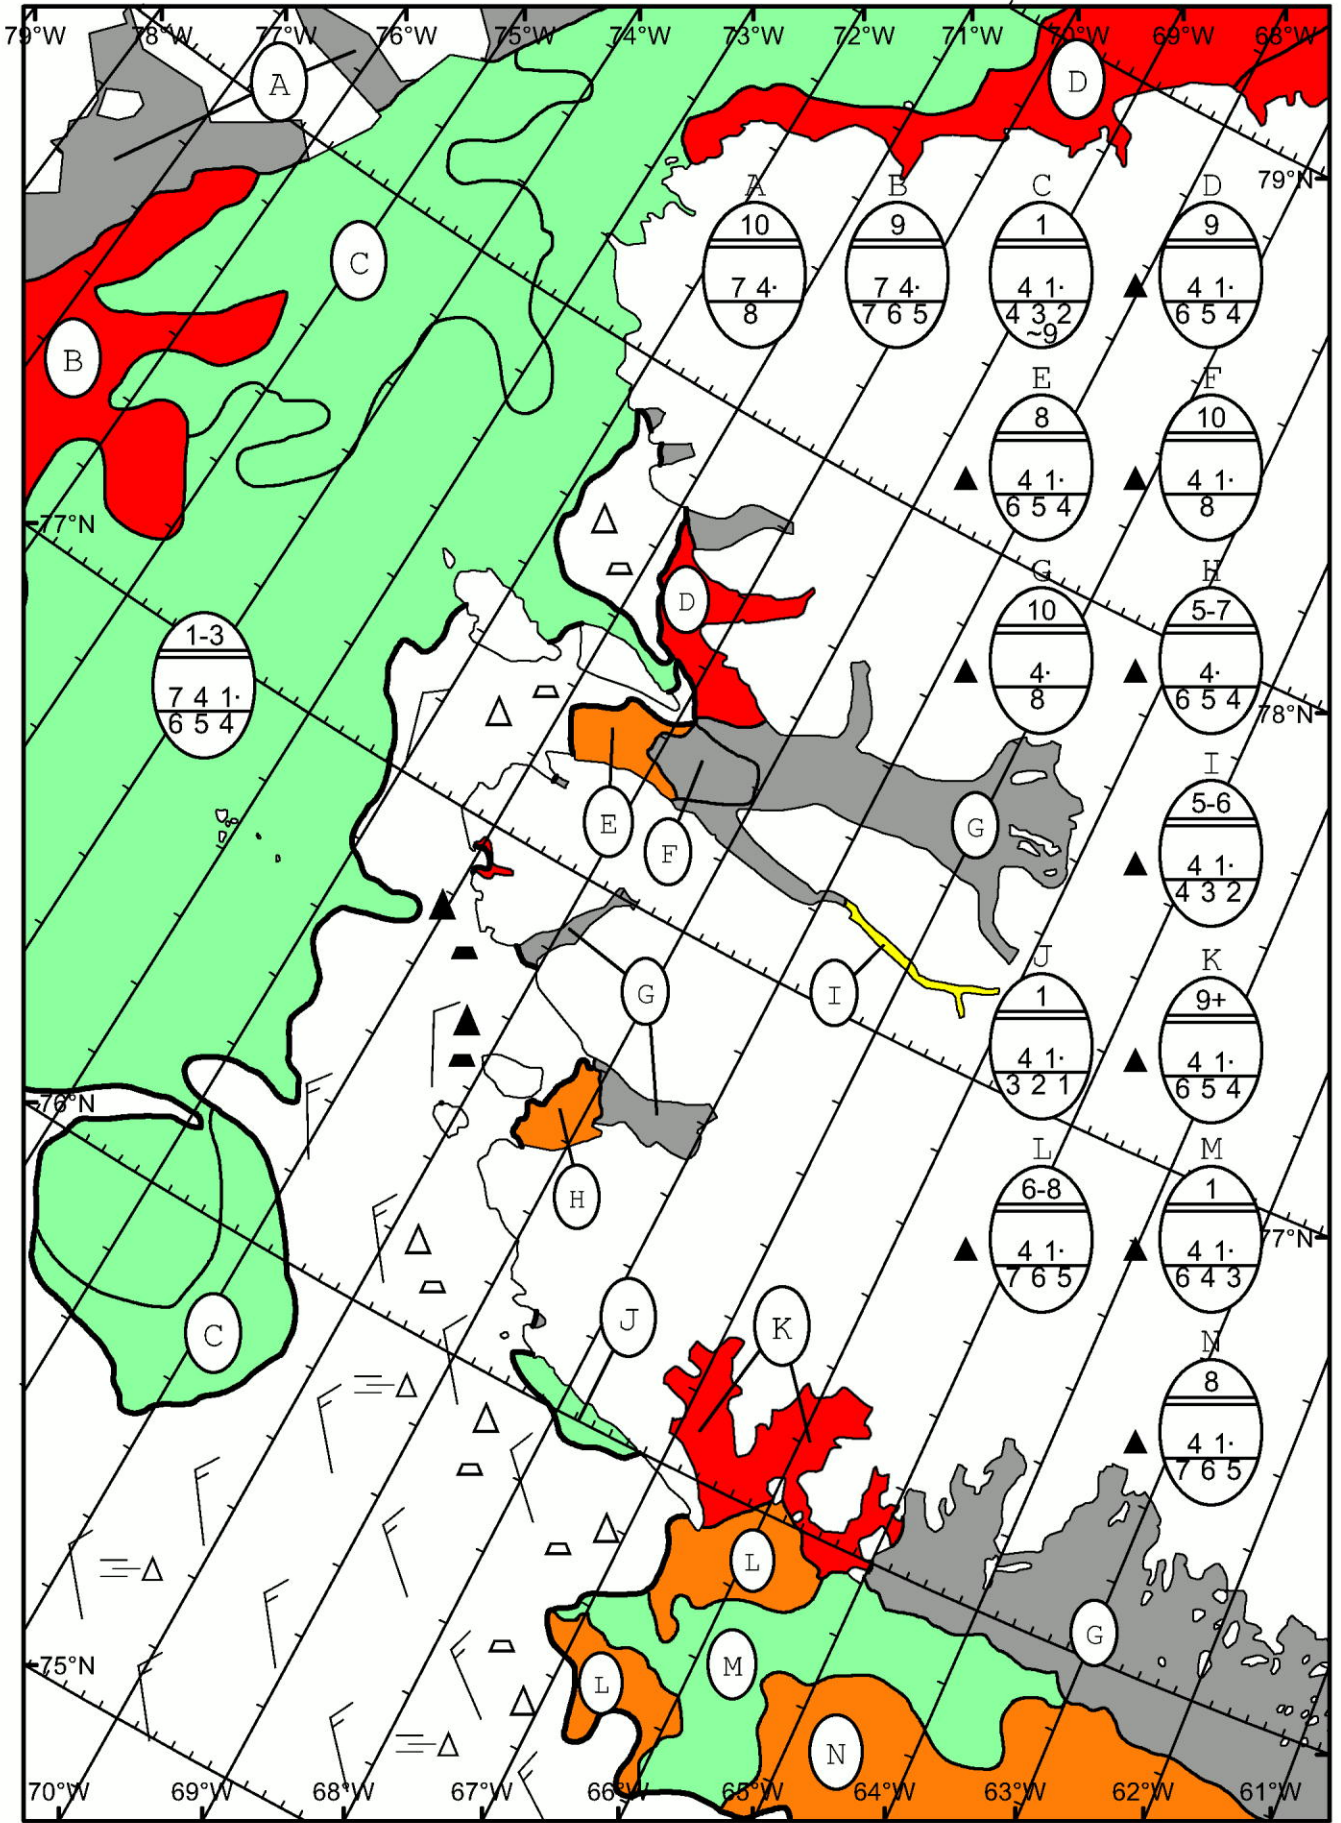 79°W 78°W 77°W 76°W 75°W 74°W 73°W 72°W 71°W 70°W 69°W 68°W
A
D
79°N
A B C D
10 9 1 9
7 4· 7 4· 4 1· 4 1·
8 7 6 5 4 3 2 6 5 4
~9
C
B
E F
8 10
4 1· 4 1·
6 5 4 8
77°N
D
G H
10 5-7
4· 4·
8 6 5 4
1-3
7 4 1·
6 5 4
78°N
I
5-6
4 1·
4 3 2
E
F
G
J K
1 9+
4 1· 4 1·
3 2 1 6 5 4
G
I
76°N
L M
6-8 1
4 1· 4 1·
7 6 5 6 4 3
H
77°N
J
K
C
N
8
4 1·
7 6 5
L
75°N
G
M
L
N
70°W 69°W 68°W 67°W 66°W 65°W 64°W 63°W 62°W 61°W